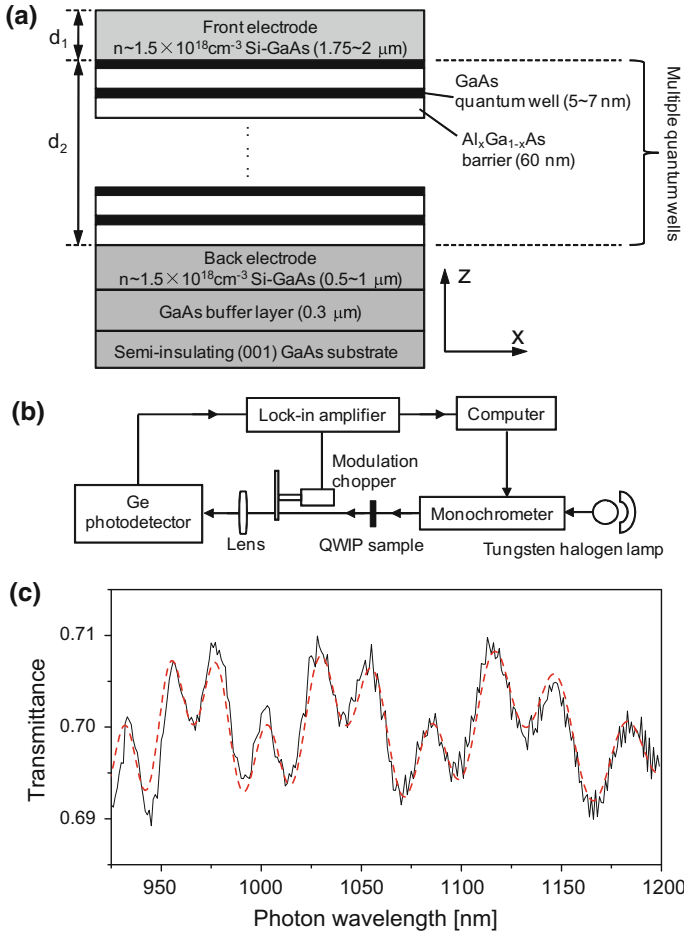 (a)
d₁
Front electrode
n~1.5×10¹⁸cm⁻³ Si-GaAs (1.75~2 μm)
d₂
GaAs
quantum well (5~7 nm)
AlₓGa₁₋ₓAs
barrier (60 nm)
Multiple quantum wells
Back electrode
n~1.5×10¹⁸cm⁻³ Si-GaAs (0.5~1 μm)
GaAs buffer layer (0.3 μm)
Semi-insulating (001) GaAs substrate
z
x
(b)
Lock-in amplifier
Computer
Modulation
chopper
Ge
photodetector
Lens
QWIP sample
Monochrometer
Tungsten halogen lamp
(c)
0.71
0.70
0.69
Transmittance
950
1000
1050
1100
1150
1200
Photon wavelength [nm]